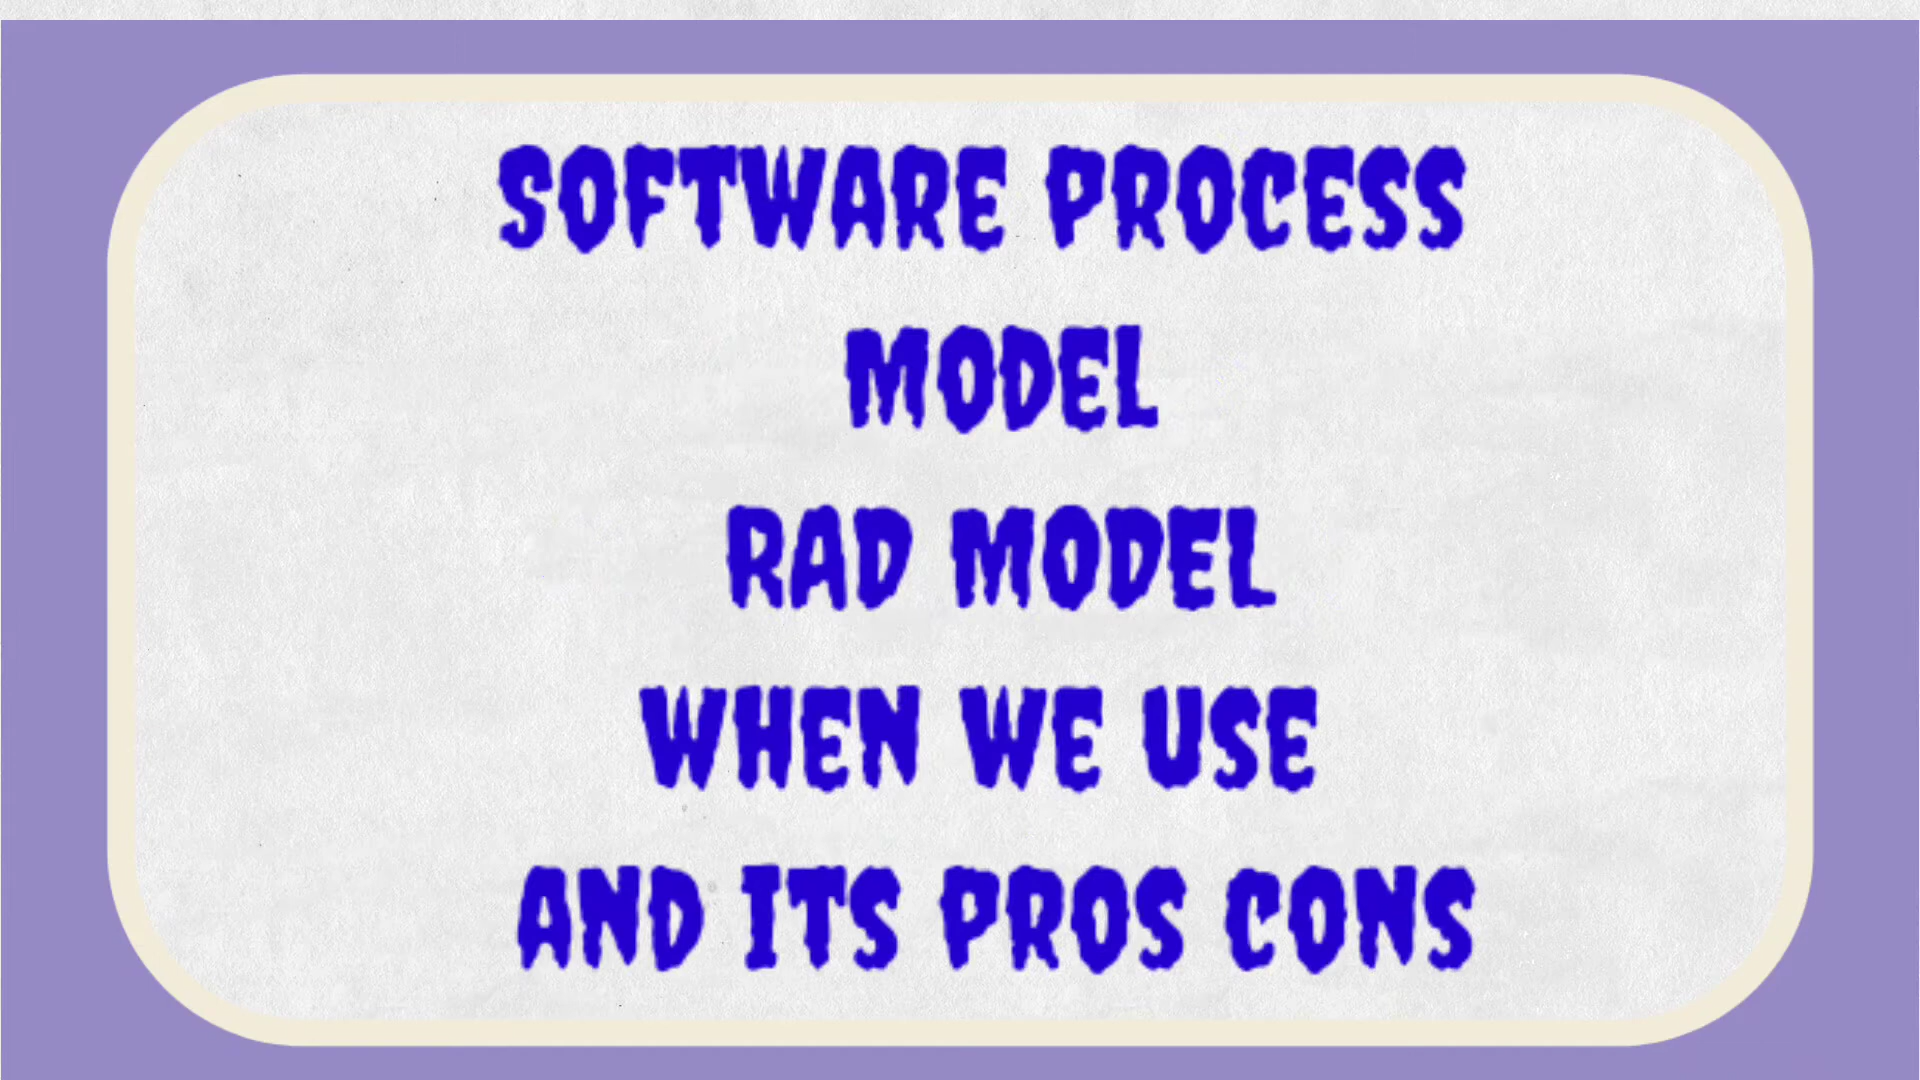 SOFTWARE PROCESS
MODEL
RAD MODEL
WHEN WE USE
AND ITS PROS CONS